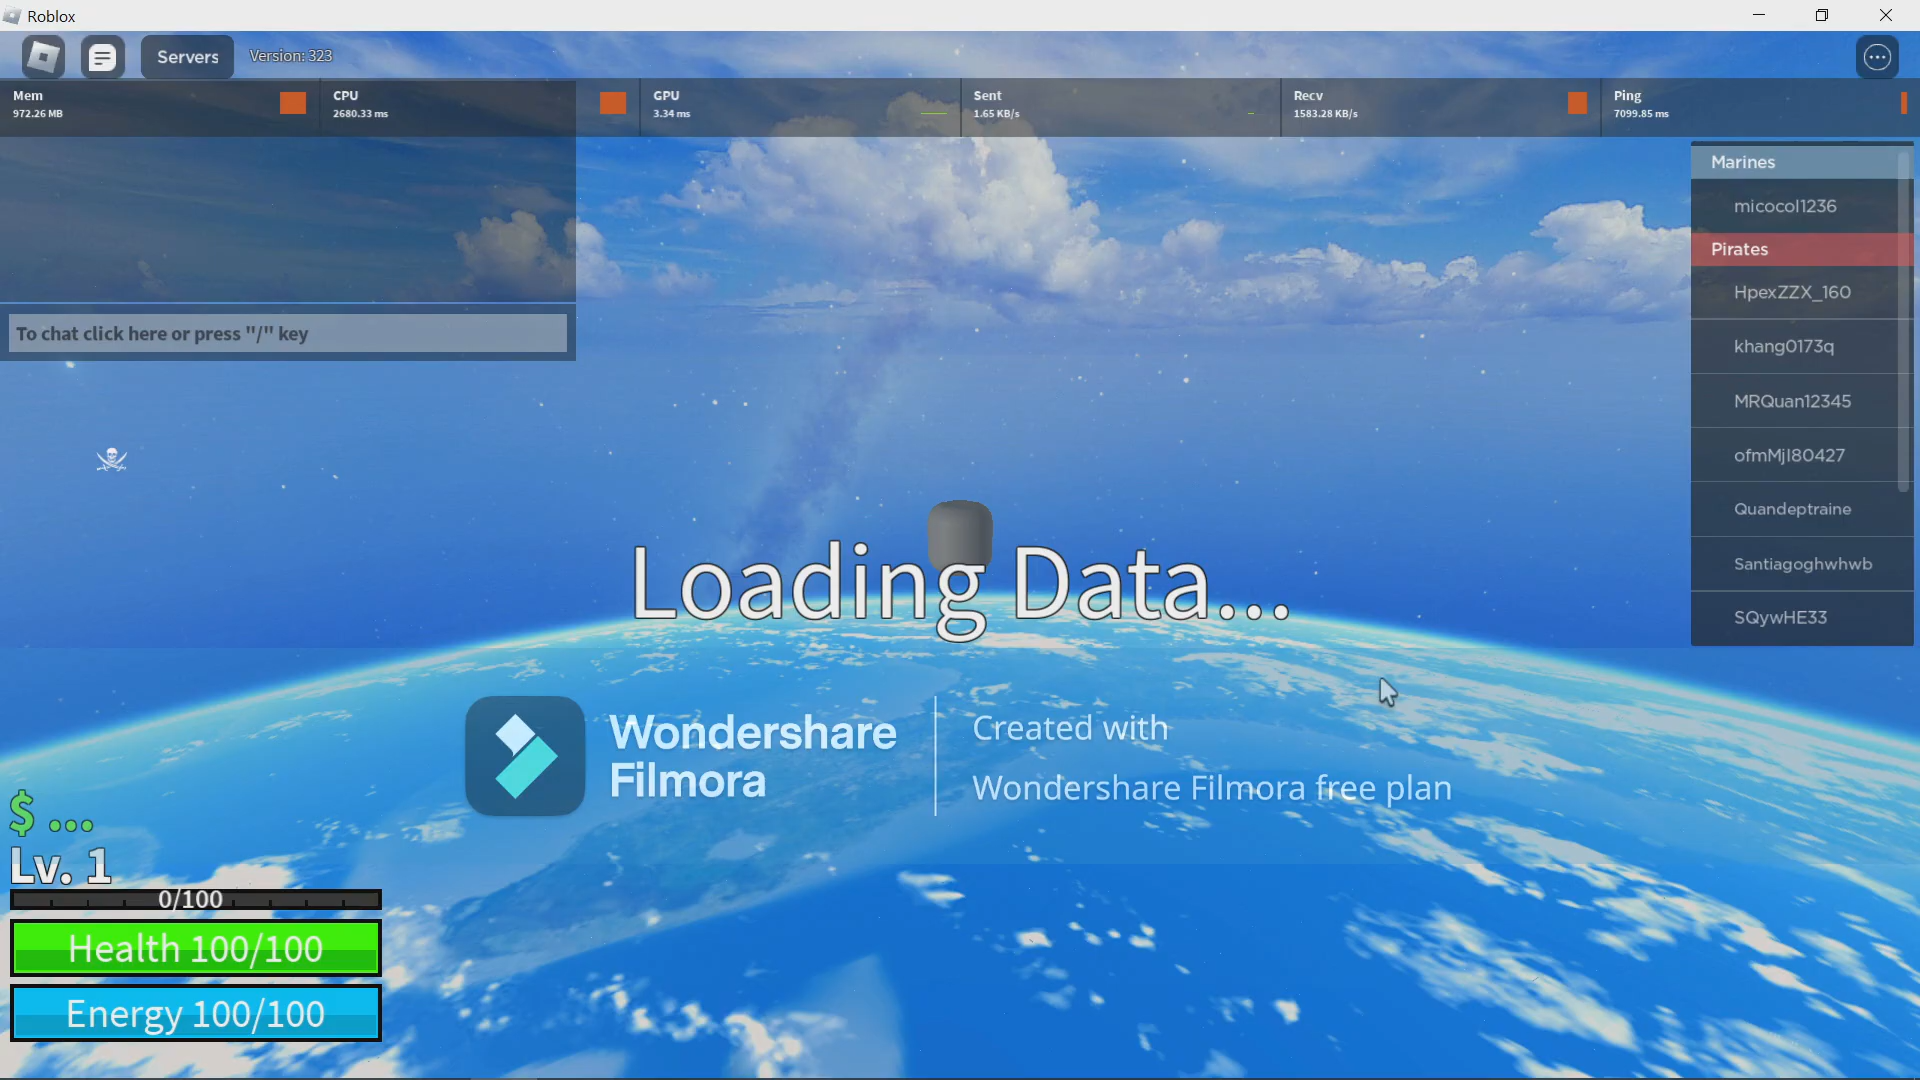 Roblox
Servers
Version: 323
Mem
972.26 MB
CPU
2680.33 ms
GPU
3.34 ms
Sent
1.65 KB/s
Recv
1583.28 KB/s
Ping
7099.85 ms
To chat click here or press "/" key
Marines
micocol1236
Pirates
HpexZZX_160
khang0173q
MRQuan12345
ofmMjl80427
Quandeptraine
Santiagoghwhwb
SQywHE33
Loading Data...
Wondershare
Filmora
Created with
Wondershare Filmora free plan
$ ...
Lv. 1
0/100
Health 100/100
Energy 100/100